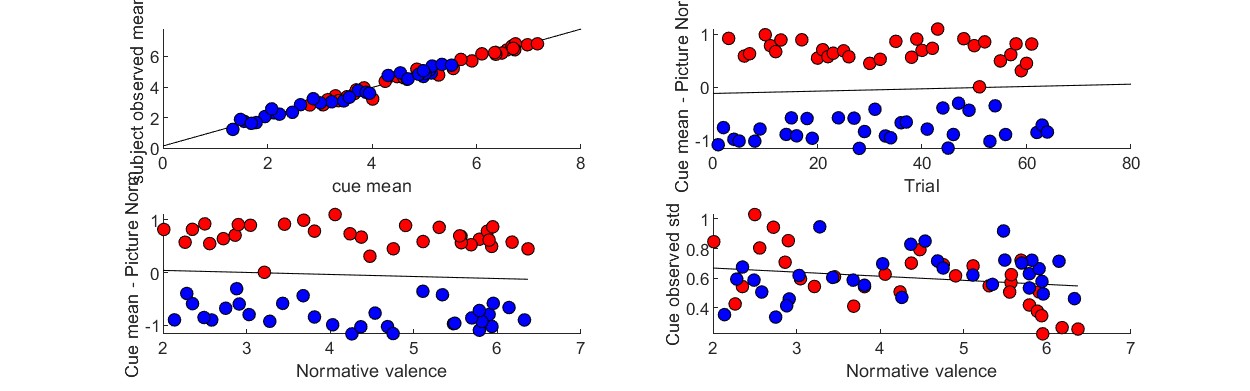 subject observed mean
0 2 4 6
0 2 4 6 8
cue mean
Cue mean - Picture Nor
-1 0 1
0 20 40 60 80
Trial
Cue mean - Picture Norm
-1 0 1
2 3 4 5 6 7
Normative valence
Cue observed std
0.4 0.6 0.8 1
2 3 4 5 6 7
Normative valence